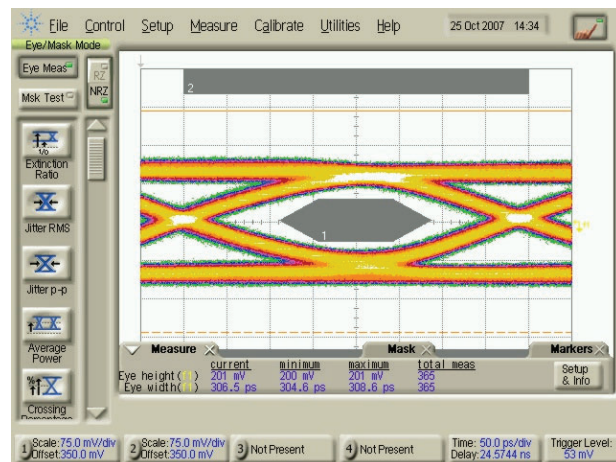 File Control Setup Measure Calibrate Utilities Help 25 Oct 2007 14:34
Eye/Mask Mode
Eye Meas
RZ
NRZ
Msk Test
2
1/0
Extinction
Ratio
Jitter RMS
Jitter p-p
Average
Power
Crossing
1
Measure Mask Markers
current minimum maximum total meas
Eye height(f1) 201 mV 200 mV 201 mV 365
Eye width(f1) 306.5 ps 304.6 ps 308.6 ps 365
Setup
& Info
1 Scale:75.0 mV/div
Offset:350.0 mV
2 Scale:75.0 mV/div
Offset:350.0 mV
3 Not Present
4 Not Present
Time: 50.0 ps/div
Delay:24.5744 ns
Trigger Level:
53 mV